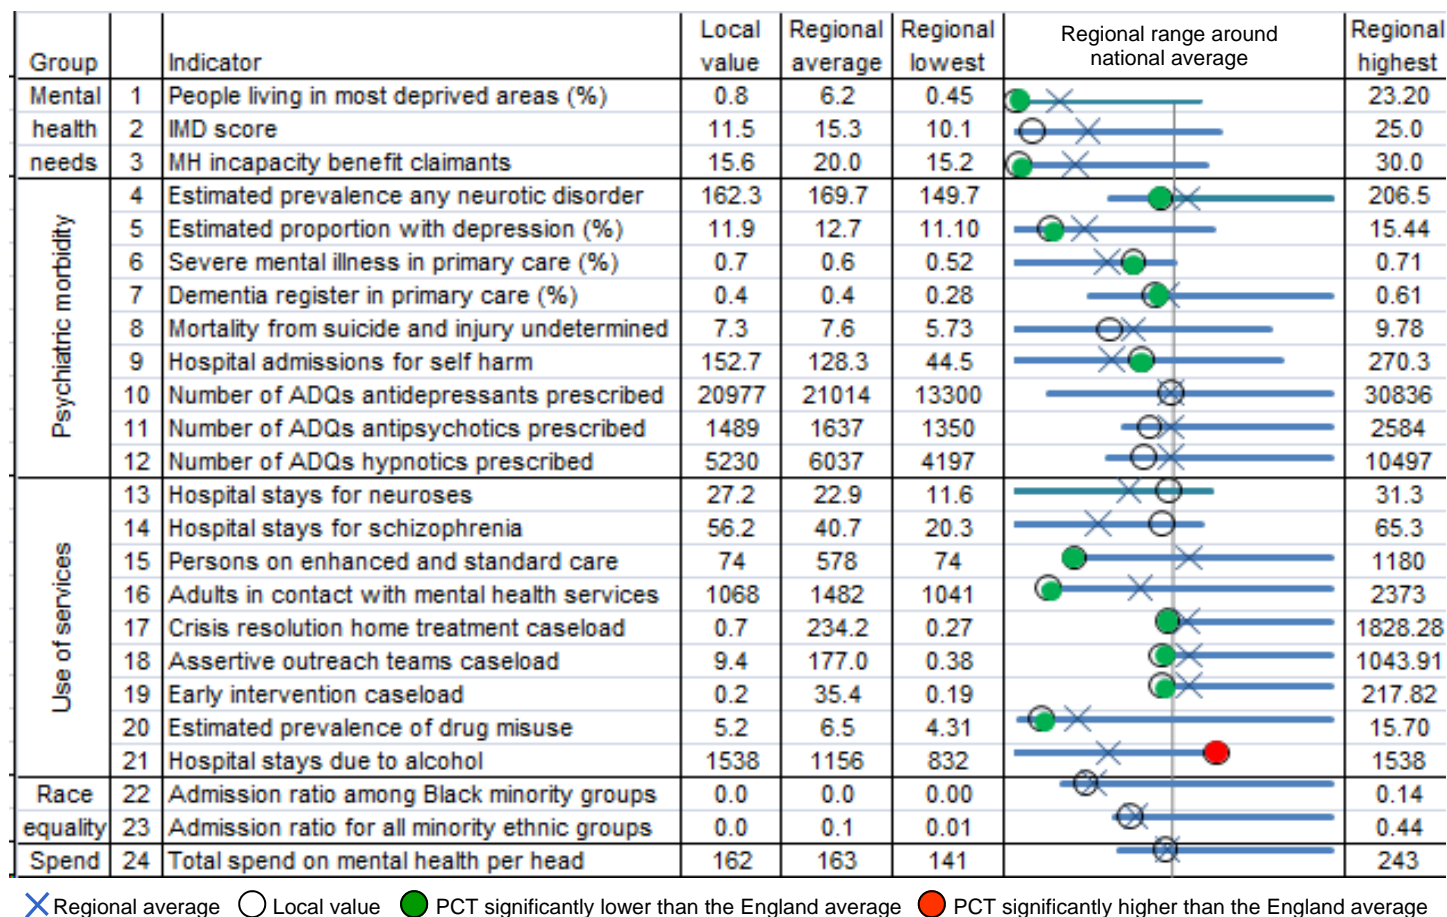 Group Indicator Local value Regional average Regional lowest Regional range around national average Regional highest
Mental health needs
1 People living in most deprived areas (%) 0.8 6.2 0.45 23.20
2 IMD score 11.5 15.3 10.1 25.0
3 MH incapacity benefit claimants 15.6 20.0 15.2 30.0
Psychiatric morbidity
4 Estimated prevalence any neurotic disorder 162.3 169.7 149.7 206.5
5 Estimated proportion with depression (%) 11.9 12.7 11.10 15.44
6 Severe mental illness in primary care (%) 0.7 0.6 0.52 0.71
7 Dementia register in primary care (%) 0.4 0.4 0.28 0.61
8 Mortality from suicide and injury undetermined 7.3 7.6 5.73 9.78
9 Hospital admissions for self harm 152.7 128.3 44.5 270.3
10 Number of ADQs antidepressants prescribed 20977 21014 13300 30836
11 Number of ADQs antipsychotics prescribed 1489 1637 1350 2584
12 Number of ADQs hypnotics prescribed 5230 6037 4197 10497
Use of services
13 Hospital stays for neuroses 27.2 22.9 11.6 31.3
14 Hospital stays for schizophrenia 56.2 40.7 20.3 65.3
15 Persons on enhanced and standard care 74 578 74 1180
16 Adults in contact with mental health services 1068 1482 1041 2373
17 Crisis resolution home treatment caseload 0.7 234.2 0.27 1828.28
18 Assertive outreach teams caseload 9.4 177.0 0.38 1043.91
19 Early intervention caseload 0.2 35.4 0.19 217.82
20 Estimated prevalence of drug misuse 5.2 6.5 4.31 15.70
21 Hospital stays due to alcohol 1538 1156 832 1538
Race equality
22 Admission ratio among Black minority groups 0.0 0.0 0.00 0.14
23 Admission ratio for all minority ethnic groups 0.0 0.1 0.01 0.44
Spend 24 Total spend on mental health per head 162 163 141 243
Regional average Local value PCT significantly lower than the England average PCT significantly higher than the England average